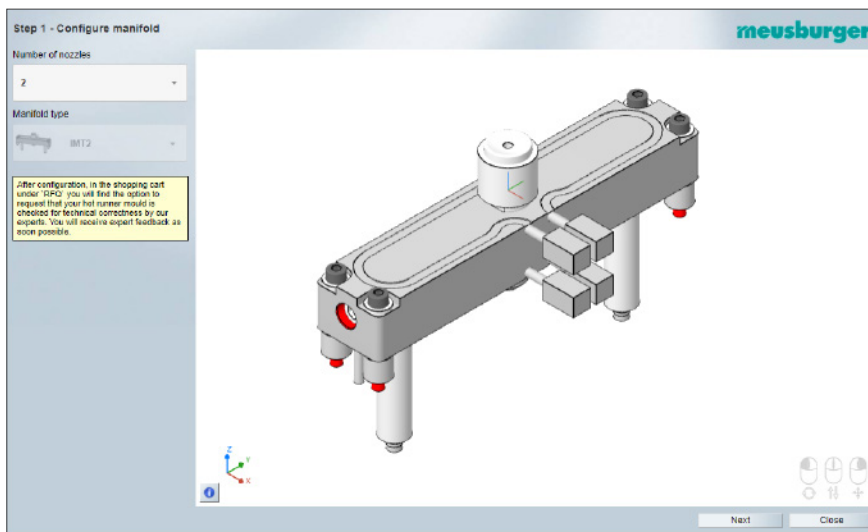 Step 1 - Configure manifold
meusburger
Number of nozzles
2
Manifold type
IMT2
After configuration, in the shopping cart
under 'RFQ' you will find the option to
request that your hot runner mould is
checked for technical correctness by our
experts. You will receive expert feedback as
soon possible.
Z
Y
X
i
Next
Close